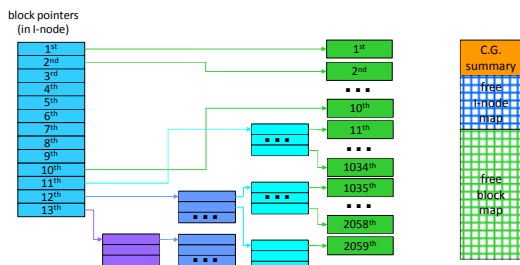 block pointers
(in I-node)
1st
2nd
3rd
4th
5th
6th
7th
8th
9th
10th
11th
12th
13th
...
...
...
...
...
...
1st
2nd
...
10th
11th
...
1034th
1035th
...
2058th
2059th
C.G.
summary
free
I-node
map
free
block
map